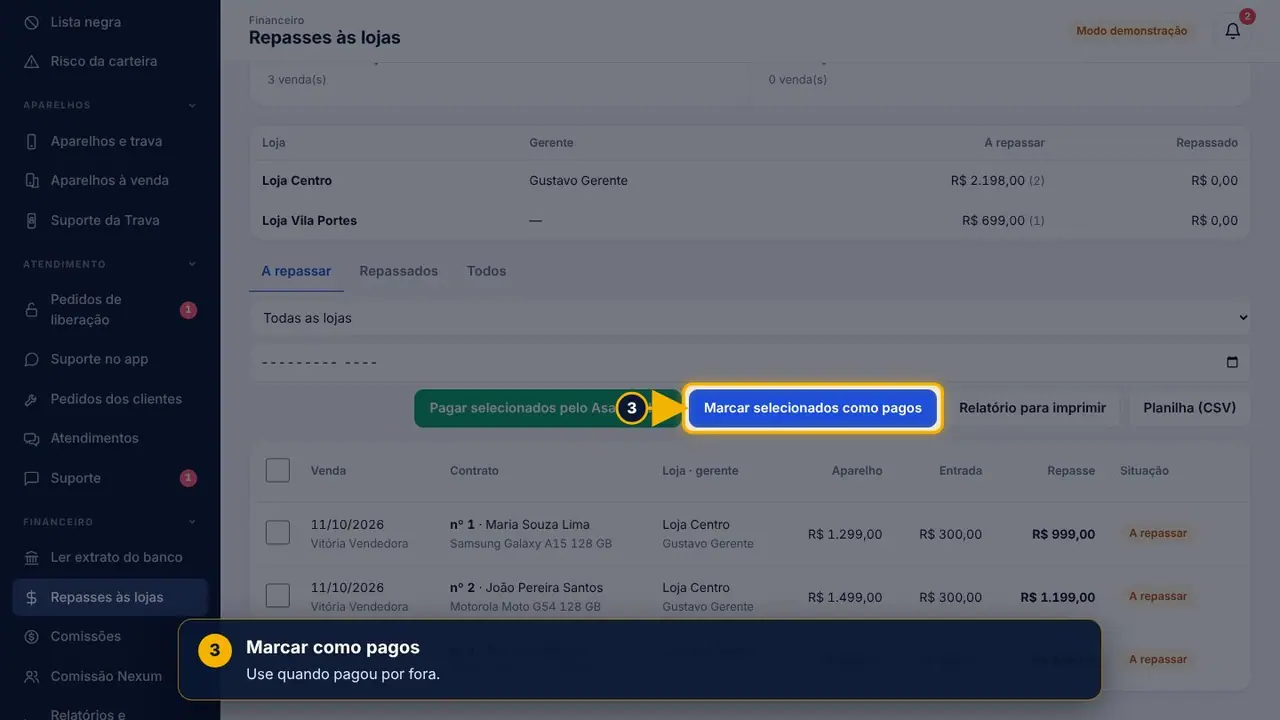 Lista negra
Risco da carteira
APARELHOS
Aparelhos e trava
Aparelhos à venda
Suporte da Trava
ATENDIMENTO
Pedidos de
liberação
1
Suporte no app
Pedidos dos clientes
Atendimentos
Suporte
1
FINANCEIRO
Ler extrato do banco
Repasses às lojas
Comissões
Comissão Nexum
Relatórios e
Financeiro
Repasses às lojas
Modo demonstração
2
3 venda(s)
0 venda(s)
Loja Gerente A repassar Repassado
Loja Centro Gustavo Gerente R$ 2.198,00 (2) R$ 0,00
Loja Vila Portes — R$ 699,00 (1) R$ 0,00
A repassar Repassados Todos
Todas as lojas
--------- ----
Pagar selecionados pelo Asa
3
Marcar selecionados como pagos
Relatório para imprimir
Planilha (CSV)
Venda Contrato Loja · gerente Aparelho Entrada Repasse Situação
11/10/2026 nº 1 · Maria Souza Lima Loja Centro R$ 1.299,00 R$ 300,00 R$ 999,00 A repassar
Vitória Vendedora Samsung Galaxy A15 128 GB Gustavo Gerente
11/10/2026 nº 2 · João Pereira Santos Loja Centro R$ 1.499,00 R$ 300,00 R$ 1.199,00 A repassar
Vitória Vendedora Motorola Moto G54 128 GB Gustavo Gerente
A repassar
3
Marcar como pagos
Use quando pagou por fora.